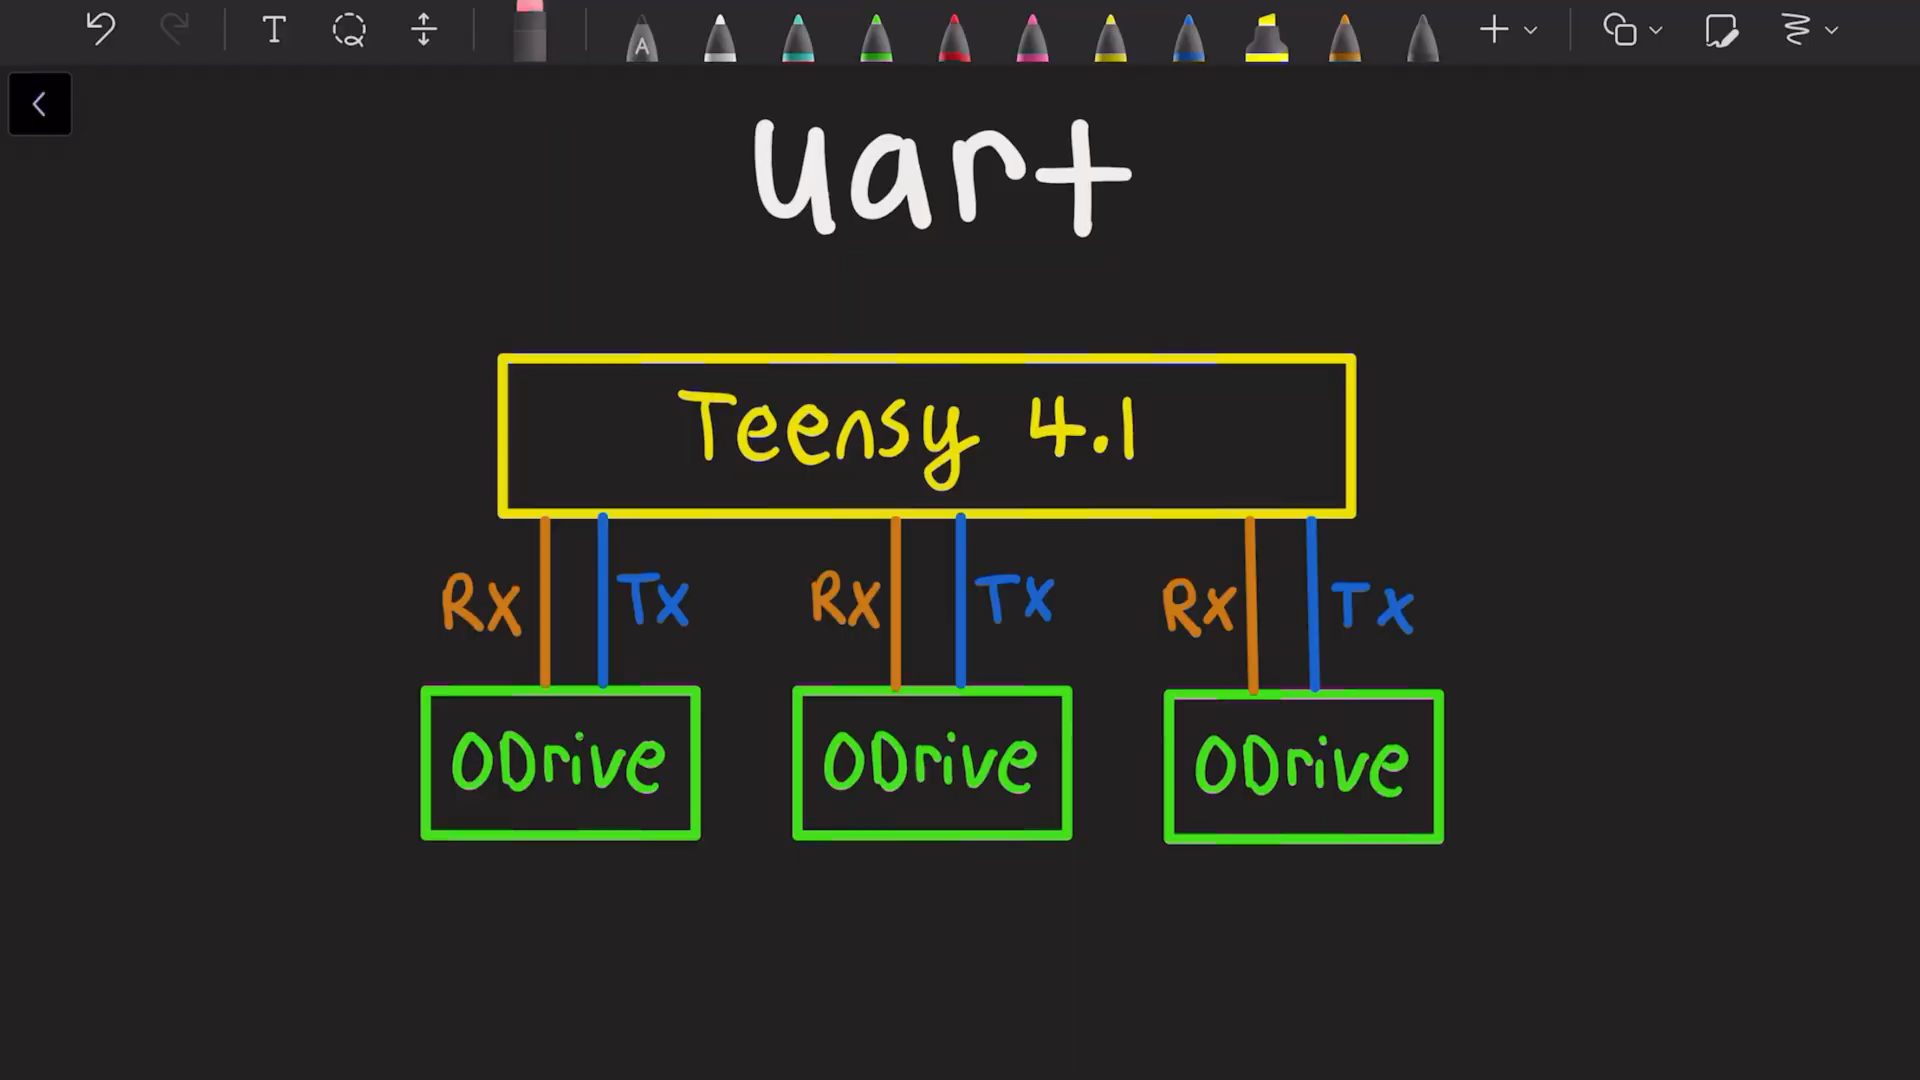 T
A
uart
Teensy 4.1
Rx Tx Rx Tx Rx Tx
ODrive ODrive ODrive